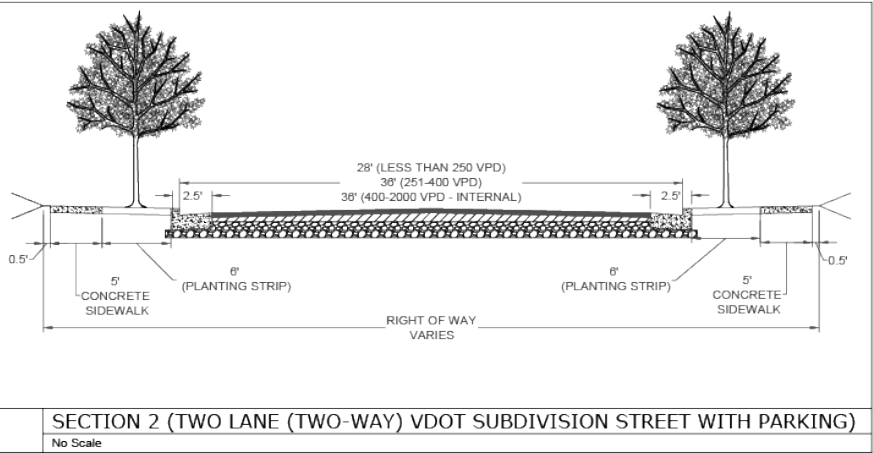 28' (LESS THAN 250 VPD)
36' (251-400 VPD)
36' (400-2000 VPD - INTERNAL)
2.5'
2.5'
0.5'
5'
CONCRETE
SIDEWALK
6'
(PLANTING STRIP)
6'
(PLANTING STRIP)
5'
CONCRETE
SIDEWALK
0.5'
RIGHT OF WAY
VARIES
SECTION 2 (TWO LANE (TWO-WAY) VDOT SUBDIVISION STREET WITH PARKING)
No Scale